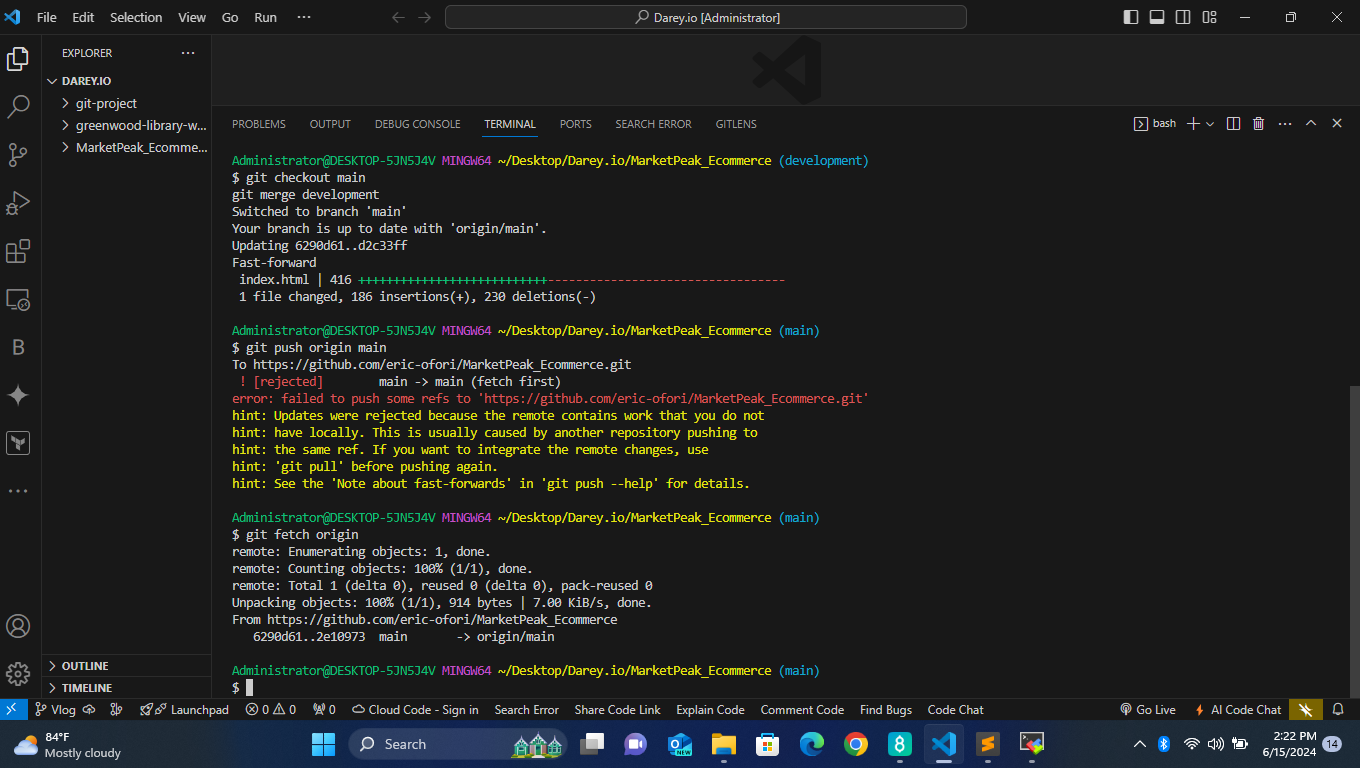 File Edit Selection View Go Run ··· Darey.io [Administrator]
EXPLORER ···
DAREY.IO
git-project
greenwood-library-w...
MarketPeak_Ecomme...
PROBLEMS OUTPUT DEBUG CONSOLE TERMINAL PORTS SEARCH ERROR GITLENS bash
Administrator@DESKTOP-5JN5J4V MINGW64 ~/Desktop/Darey.io/MarketPeak_Ecommerce (development)
$ git checkout main
git merge development
Switched to branch 'main'
Your branch is up to date with 'origin/main'.
Updating 6290d61..d2c33ff
Fast-forward
index.html | 416 +++++++++++++++++++++++++++----------------------------------
1 file changed, 186 insertions(+), 230 deletions(-)
Administrator@DESKTOP-5JN5J4V MINGW64 ~/Desktop/Darey.io/MarketPeak_Ecommerce (main)
$ git push origin main
To https://github.com/eric-ofori/MarketPeak_Ecommerce.git
! [rejected] main -> main (fetch first)
error: failed to push some refs to 'https://github.com/eric-ofori/MarketPeak_Ecommerce.git'
hint: Updates were rejected because the remote contains work that you do not
hint: have locally. This is usually caused by another repository pushing to
hint: the same ref. If you want to integrate the remote changes, use
hint: 'git pull' before pushing again.
hint: See the 'Note about fast-forwards' in 'git push --help' for details.
Administrator@DESKTOP-5JN5J4V MINGW64 ~/Desktop/Darey.io/MarketPeak_Ecommerce (main)
$ git fetch origin
remote: Enumerating objects: 1, done.
remote: Counting objects: 100% (1/1), done.
remote: Total 1 (delta 0), reused 0 (delta 0), pack-reused 0
Unpacking objects: 100% (1/1), 914 bytes | 7.00 KiB/s, done.
From https://github.com/eric-ofori/MarketPeak_Ecommerce
6290d61..2e10973 main -> origin/main
Administrator@DESKTOP-5JN5J4V MINGW64 ~/Desktop/Darey.io/MarketPeak_Ecommerce (main)
$
OUTLINE
TIMELINE
Vlog Launchpad 0 0 0 Cloud Code - Sign in Search Error Share Code Link Explain Code Comment Code Find Bugs Code Chat Go Live AI Code Chat
84°F
Mostly cloudy
Search
NEW
2:22 PM
6/15/2024
14